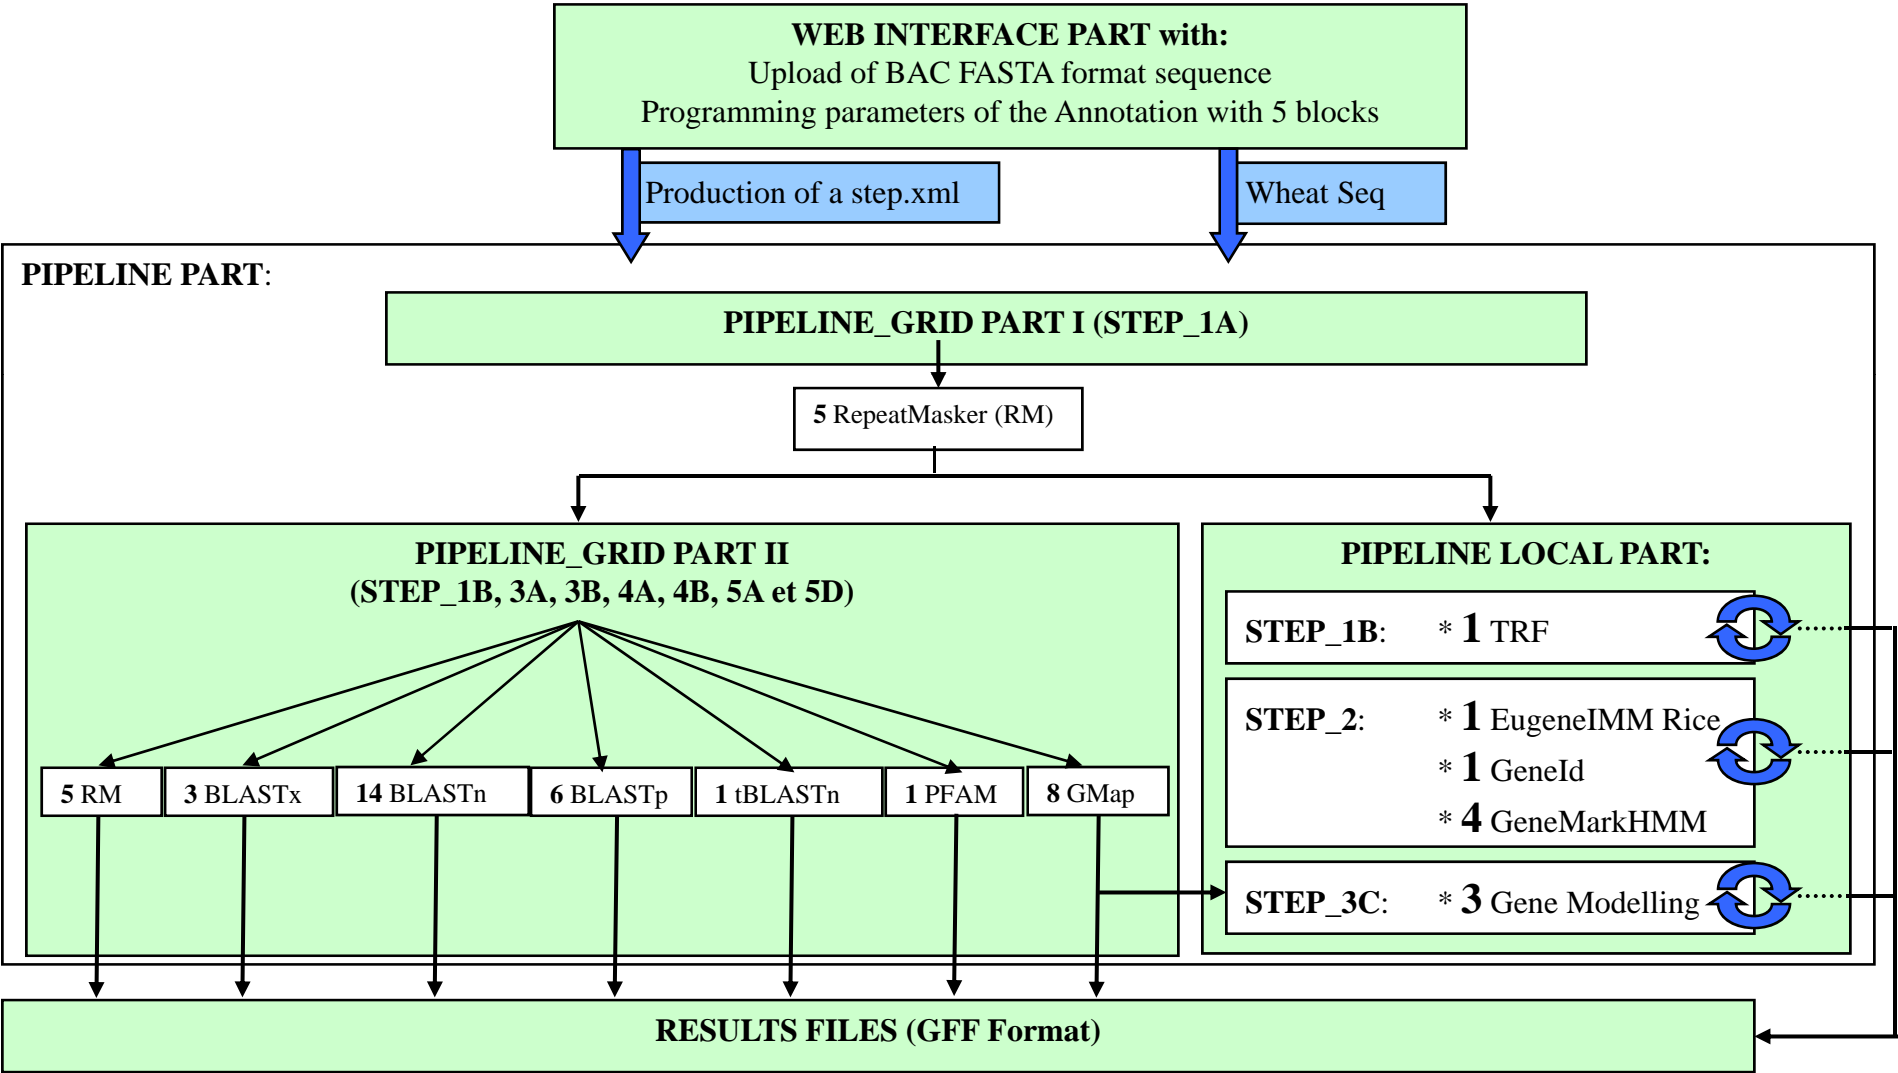 WEB INTERFACE PART with:
Upload of BAC FASTA format sequence
Programming parameters of the Annotation with 5 blocks
Production of a step.xml
Wheat Seq
PIPELINE PART:
PIPELINE_GRID PART I (STEP_1A)
5 RepeatMasker (RM)
PIPELINE_GRID PART II
(STEP_1B, 3A, 3B, 4A, 4B, 5A et 5D)
5 RM
3 BLASTx
14 BLASTn
6 BLASTp
1 tBLASTn
1 PFAM
8 GMap
PIPELINE LOCAL PART:
STEP_1B: * 1 TRF
STEP_2: * 1 EugeneIMM Rice
* 1 GeneId
* 4 GeneMarkHMM
STEP_3C: * 3 Gene Modelling
RESULTS FILES (GFF Format)